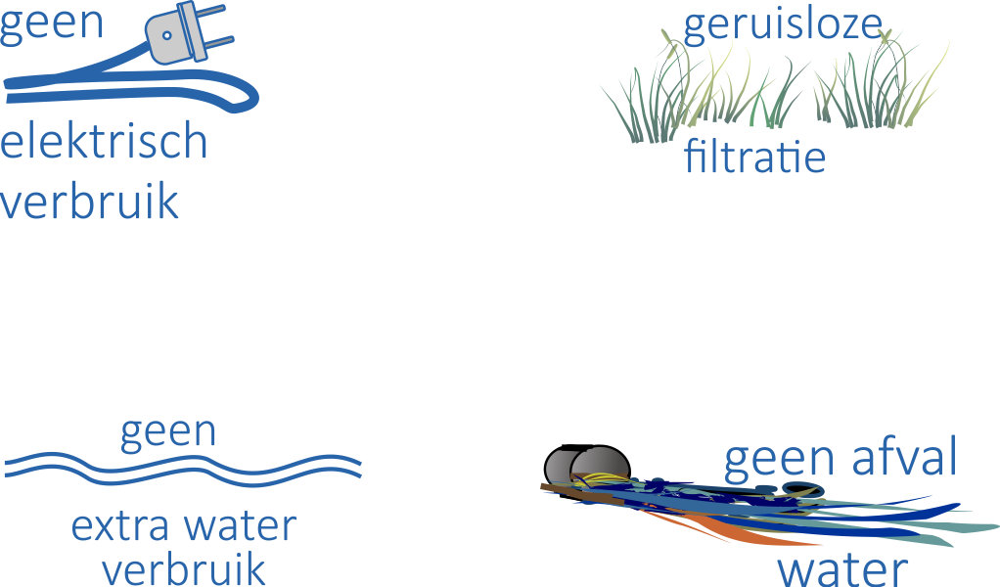 geen
elektrisch
verbruik
geruisloze
filtratie
geen
extra water
verbruik
geen afval
water